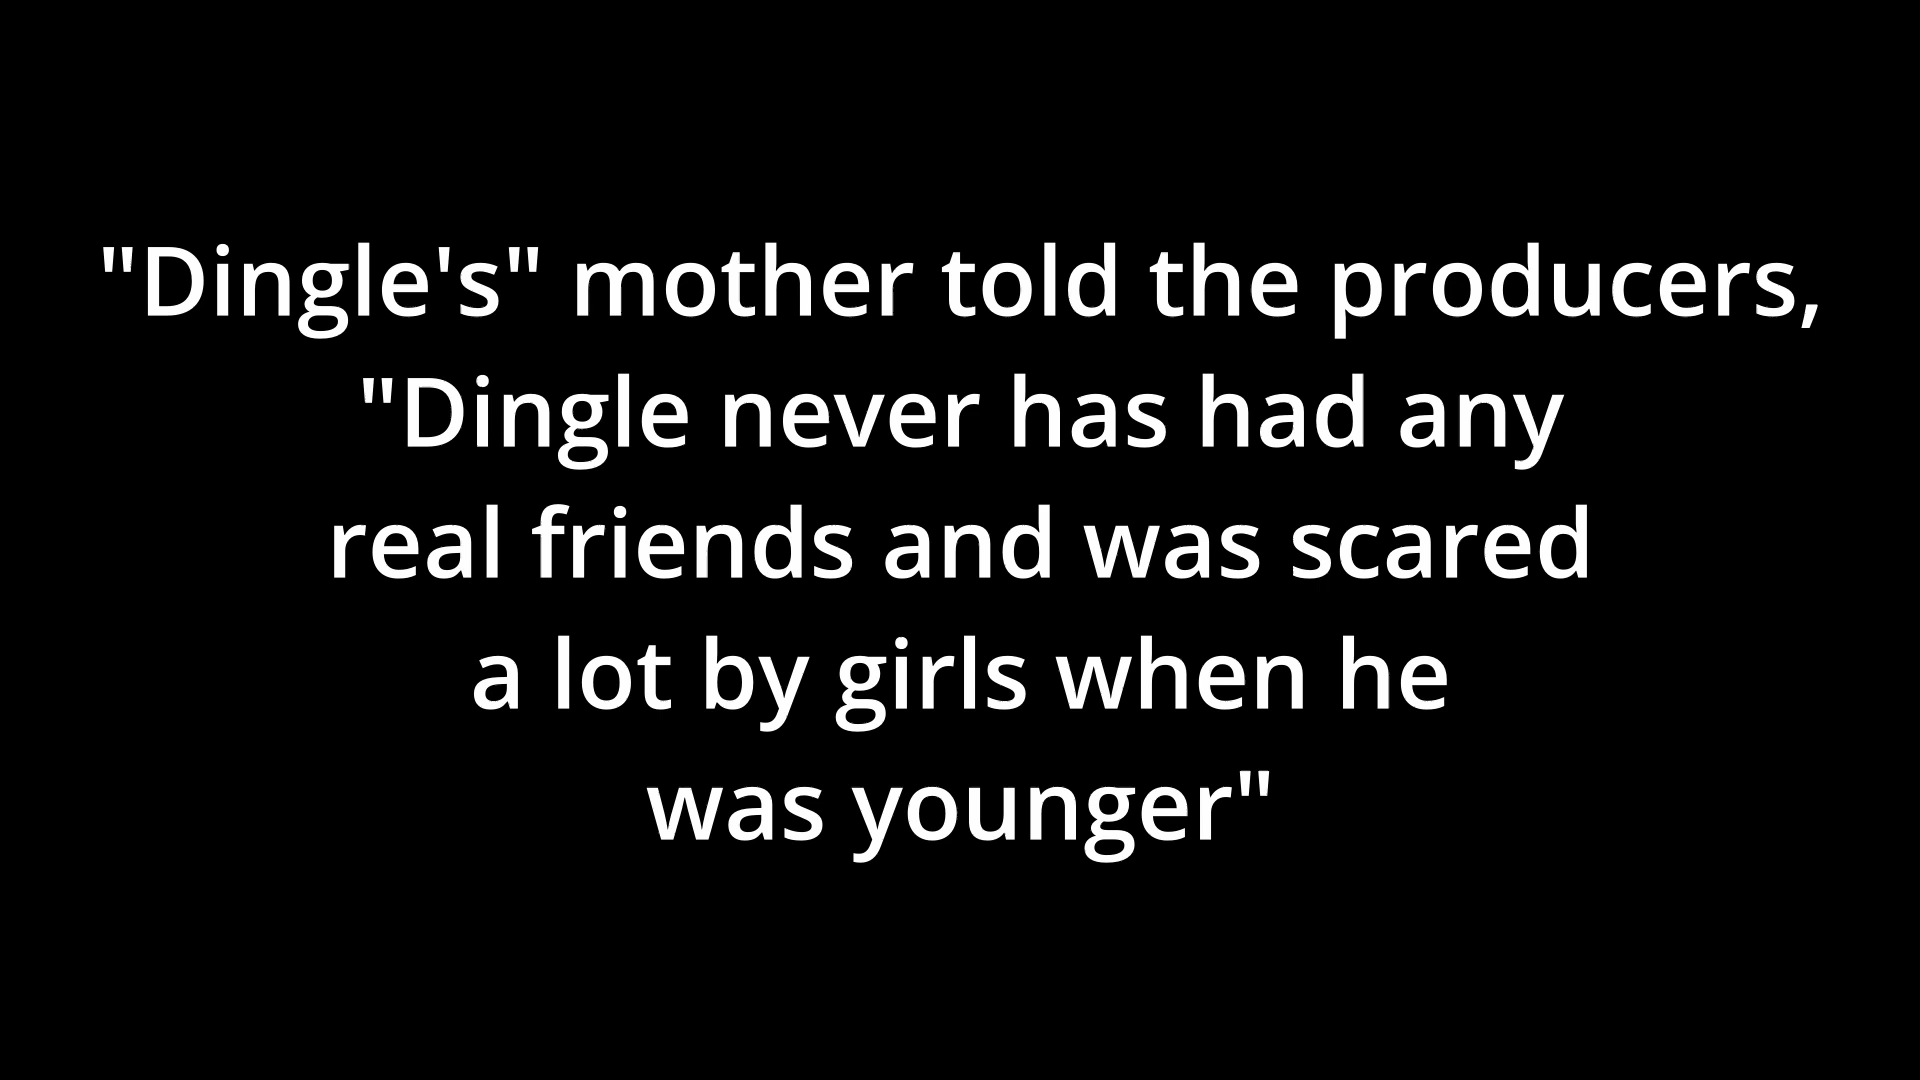 "Dingle's" mother told the producers,
"Dingle never has had any
real friends and was scared
a lot by girls when he
was younger"